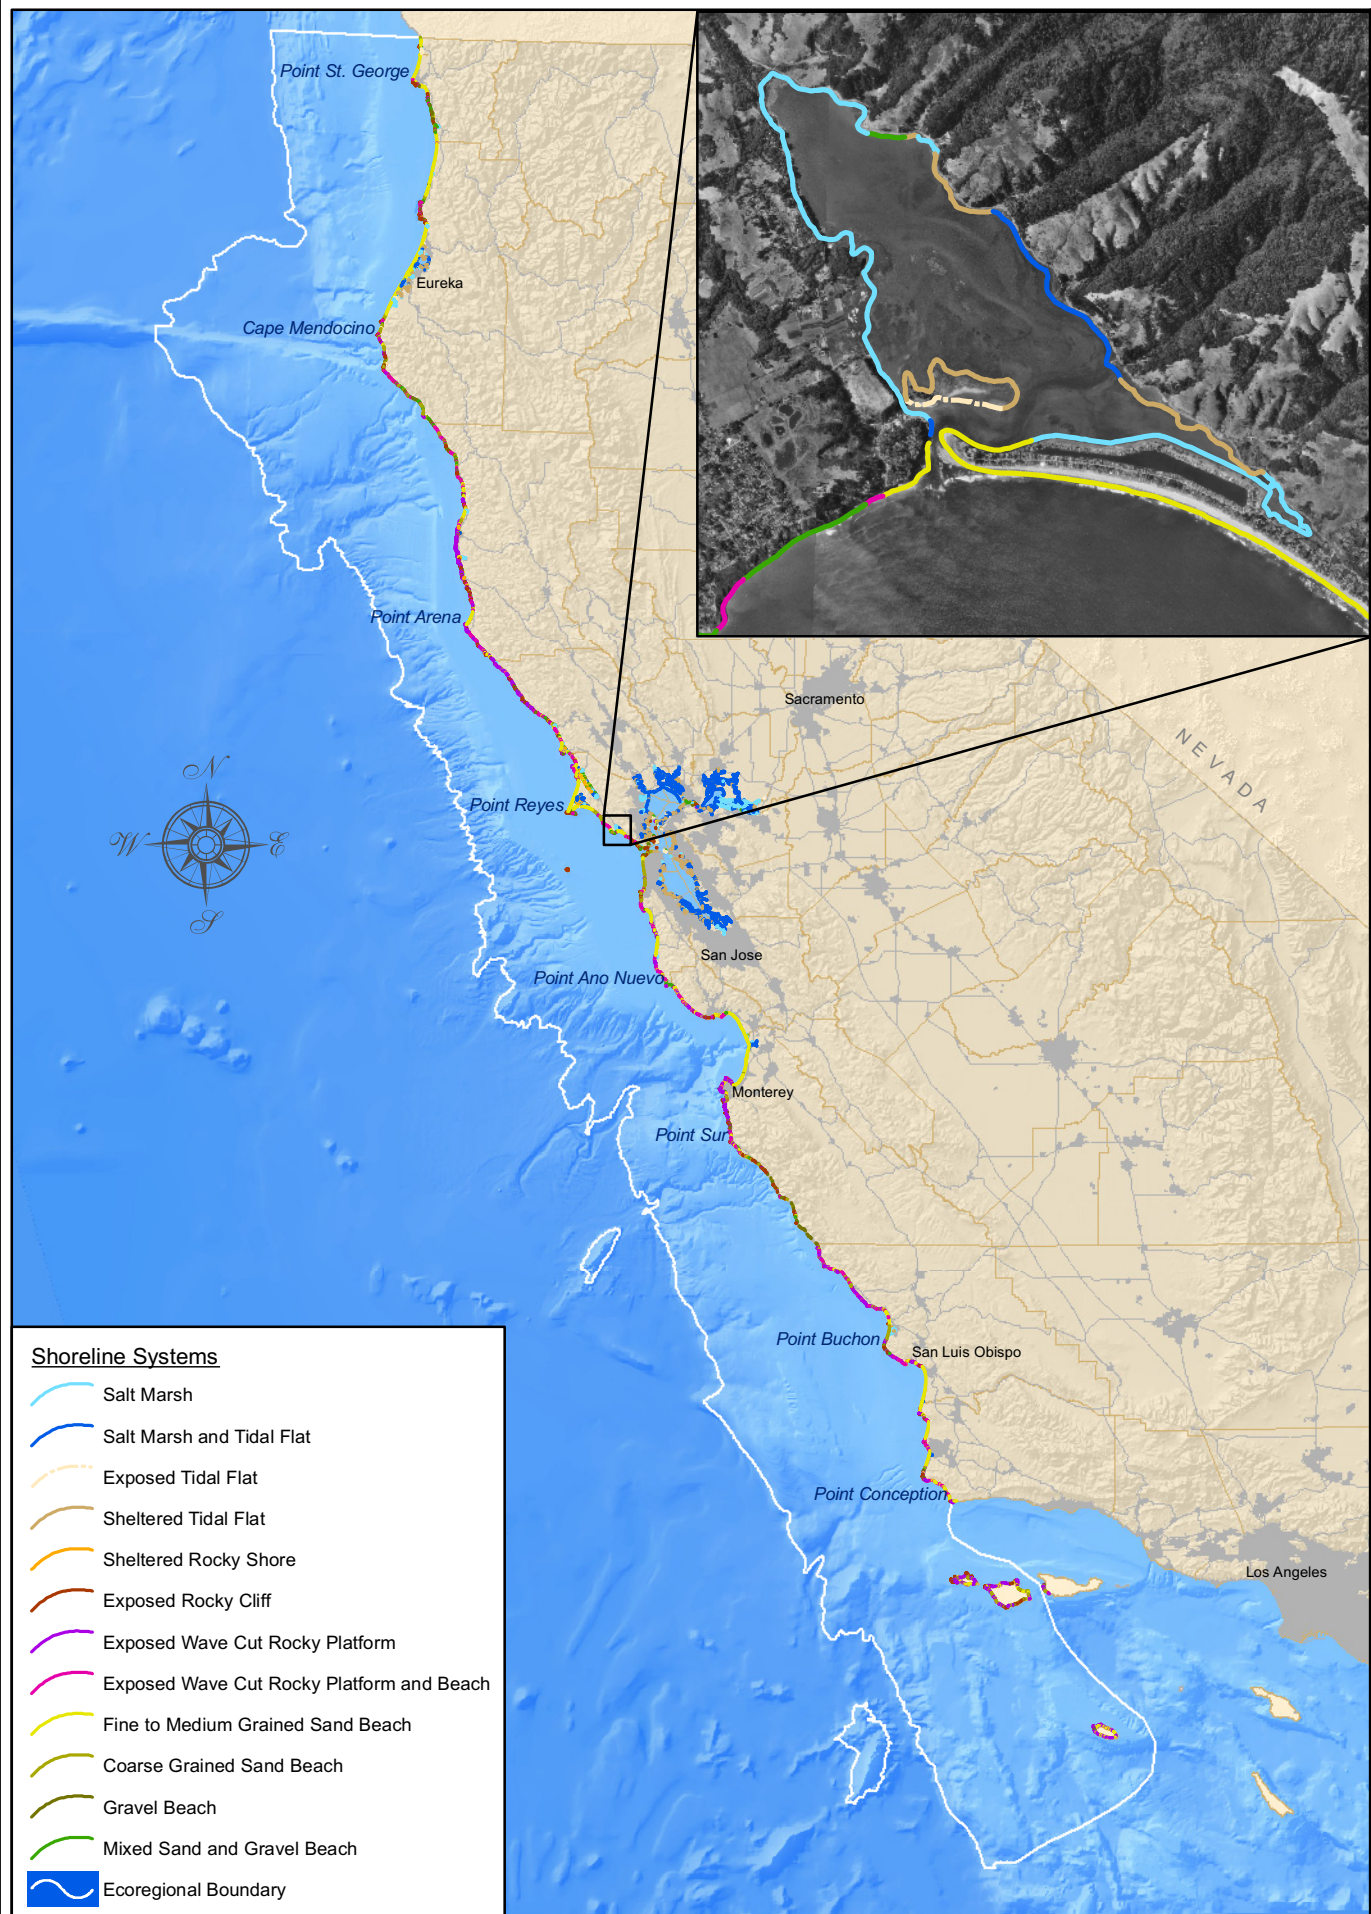 Point St. George
Eureka
Cape Mendocino
Point Arena
Sacramento
NEVADA
N
W
E
S
Point Reyes
San Jose
Point Ano Nuevo
Monterey
Point Sur
Point Buchon
San Luis Obispo
Point Conception
Los Angeles
Shoreline Systems
Salt Marsh
Salt Marsh and Tidal Flat
Exposed Tidal Flat
Sheltered Tidal Flat
Sheltered Rocky Shore
Exposed Rocky Cliff
Exposed Wave Cut Rocky Platform
Exposed Wave Cut Rocky Platform and Beach
Fine to Medium Grained Sand Beach
Coarse Grained Sand Beach
Gravel Beach
Mixed Sand and Gravel Beach
Ecoregional Boundary